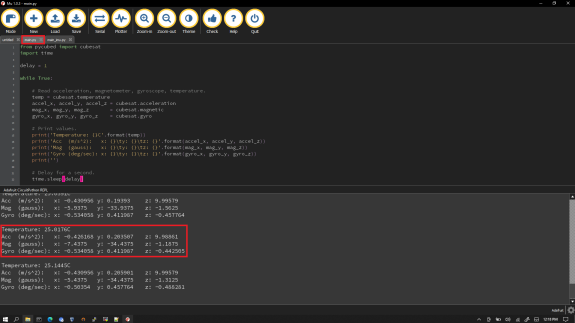 Mu 1.0.3 - main.py
Mode New Load Save Serial Plotter Zoom-in Zoom-out Theme Check Help Quit
untitled main.py
from pycubed import cubesat
import time
delay = 1
while True:
# Read acceleration, magnetometer, gyroscope, temperature.
temp = cubesat.temperature
accel_x, accel_y, accel_z = cubesat.acceleration
mag_x, mag_y, mag_z = cubesat.magnetic
gyro_x, gyro_y, gyro_z = cubesat.gyro
# Print values.
print('Temperature: {}C'.format(temp))
print('Acc (m/s^2): x: {}\ty: {}\tz: {}'.format(accel_x, accel_y, accel_z))
print('Mag (gauss): x: {}\ty: {}\tz: {}'.format(mag_x, mag_y, mag_z))
print('Gyro (deg/sec): x: {}\ty: {}\tz: {}'.format(gyro_x, gyro_y, gyro_z))
print('')
# Delay for a second.
time.sleep(delay)
Adafruit CircuitPython REPL
Acc (m/s^2): x: -0.430956 y: 0.19393 z: 9.99579
Mag (gauss): x: -5.9375 y: -33.9375 z: -1.5625
Gyro (deg/sec): x: -0.534058 y: 0.411987 z: -0.457764
Temperature: 25.0176C
Acc (m/s^2): x: -0.426168 y: 0.203507 z: 9.98861
Mag (gauss): x: -7.4375 y: -34.4375 z: -1.1875
Gyro (deg/sec): x: -0.534058 y: 0.411987 z: -0.442505
Temperature: 25.1445C
Acc (m/s^2): x: -0.430956 y: 0.205901 z: 9.99579
Mag (gauss): x: -5.4375 y: -34.4375 z: -1.3125
Gyro (deg/sec): x: -0.50354 y: 0.457764 z: -0.488281
Adafruit
12:18 PM